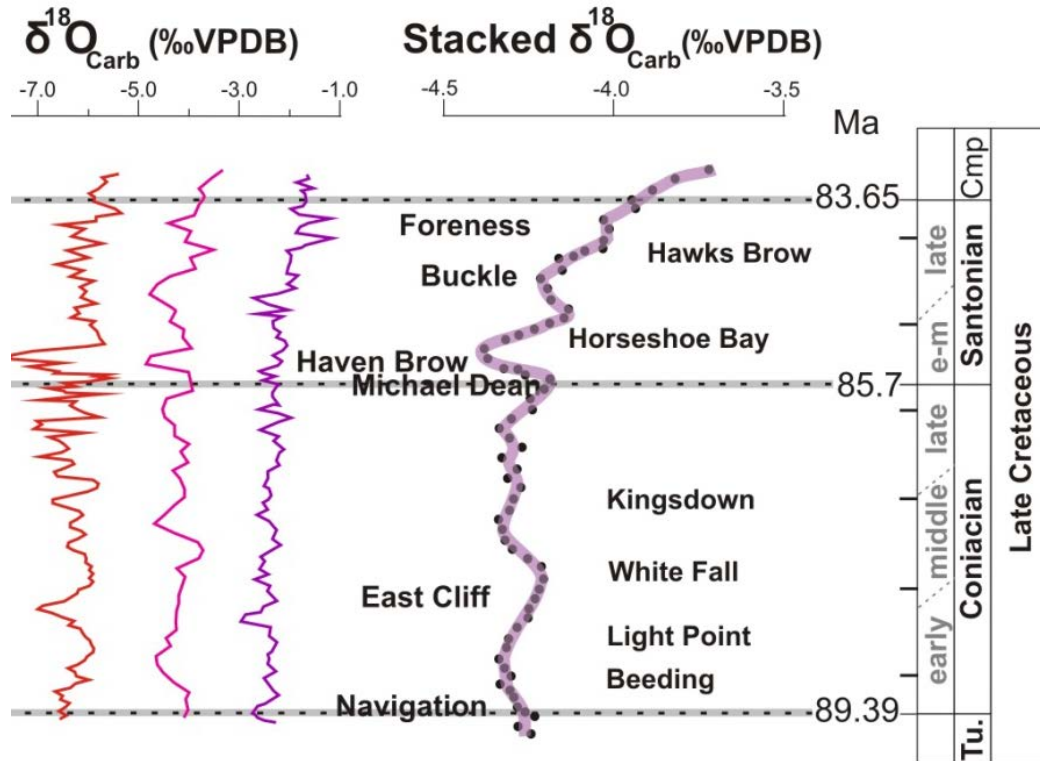 δ18OCarb (‰VPDB)
Stacked δ18OCarb(‰VPDB)
-7.0 -5.0 -3.0 -1.0
-4.5 -4.0 -3.5
Ma
83.65
Foreness
Hawks Brow
Buckle
Horseshoe Bay
Haven Brow
Michael Dean
85.7
Kingsdown
White Fall
East Cliff
Light Point
Beeding
Navigation
89.39
late
e-m
late
middle
early
Cmp
Santonian
Coniacian
Tu.
Late Cretaceous